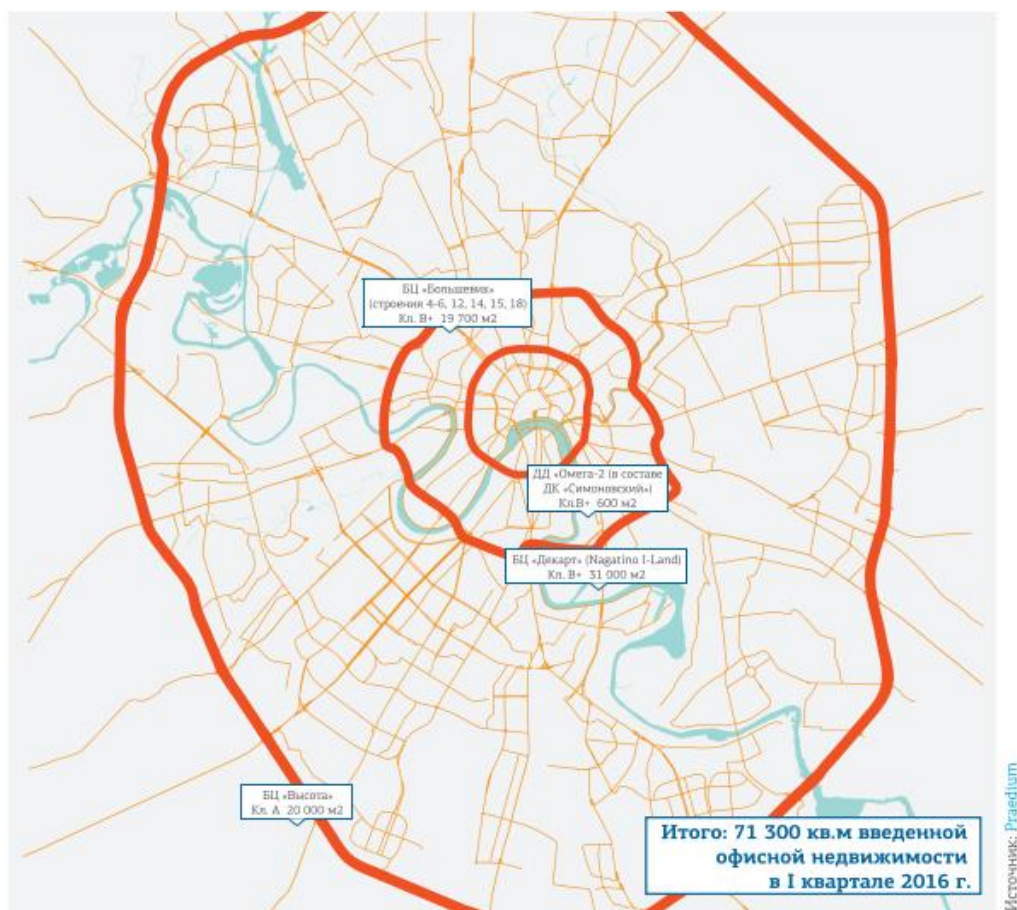 БЦ «Большевик»
(строения 4-6, 12, 14, 15, 18)
Кл. В+ 19 700 м2
ДД «Омега-2 (в составе
ДК «Симоновский»)
Кл.В+ 600 м2
БЦ «Декарт» (Nagatino I-Land)
Кл. В+ 31 000 м2
БЦ «Высота»
Кл. А 20 000 м2
Итого: 71 300 кв.м введенной
офисной недвижимости
в I квартале 2016 г.
Источник: Praedium